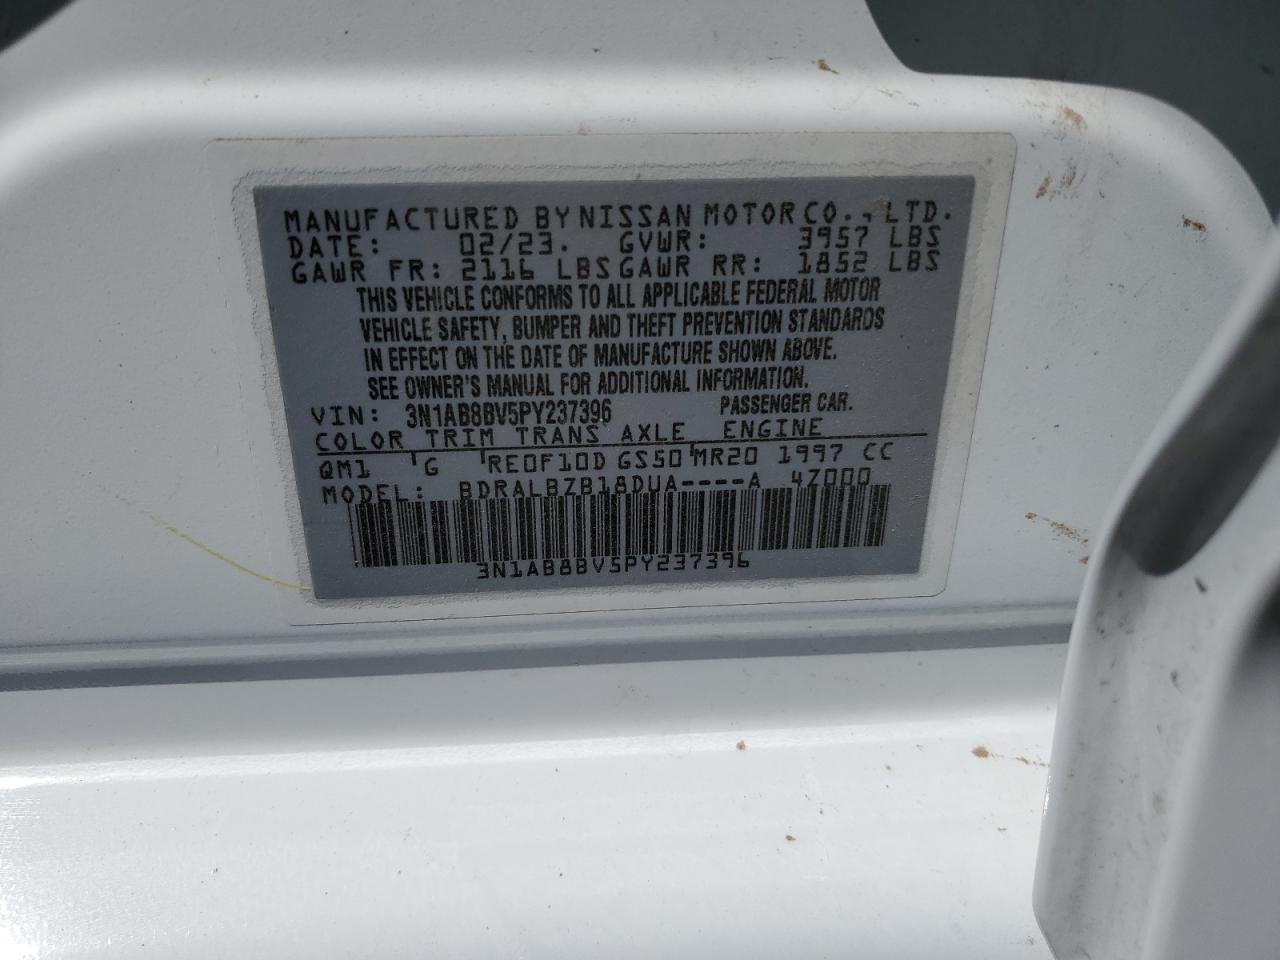 MANUFACTURED BY NISSAN MOTOR CO., LTD.
DATE: 02/23. GVWR: 3957 LBS
GAWR FR: 2116 LBS GAWR RR: 1852 LBS
THIS VEHICLE CONFORMS TO ALL APPLICABLE FEDERAL MOTOR
VEHICLE SAFETY, BUMPER AND THEFT PREVENTION STANDARDS
IN EFFECT ON THE DATE OF MANUFACTURE SHOWN ABOVE.
SEE OWNER'S MANUAL FOR ADDITIONAL INFORMATION.
VIN: 3N1AB8BV5PY237396 PASSENGER CAR.
COLOR TRIM TRANS AXLE ENGINE
QM1 G RE0F10D GS50 MR20 1997 CC
MODEL: BDRALBZB18DUA----A 4Z000
3N1AB8BV5PY237396